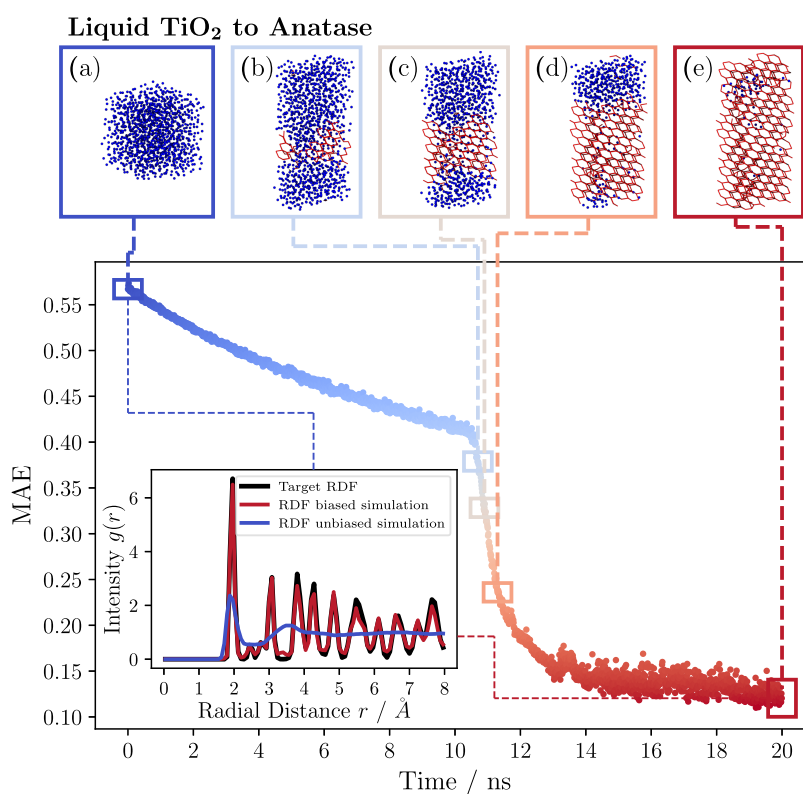 Liquid TiO₂ to Anatase
(a) (b) (c) (d) (e)
MAE
0.55
0.50
0.45
0.40
0.35
0.30
0.25
0.20
0.15
0.10
Intensity g(r)
6
4
2
0
Target RDF
RDF biased simulation
RDF unbiased simulation
0 1 2 3 4 5 6 7 8
Radial Distance r / Å
0 2 4 6 8 10 12 14 16 18 20
Time / ns